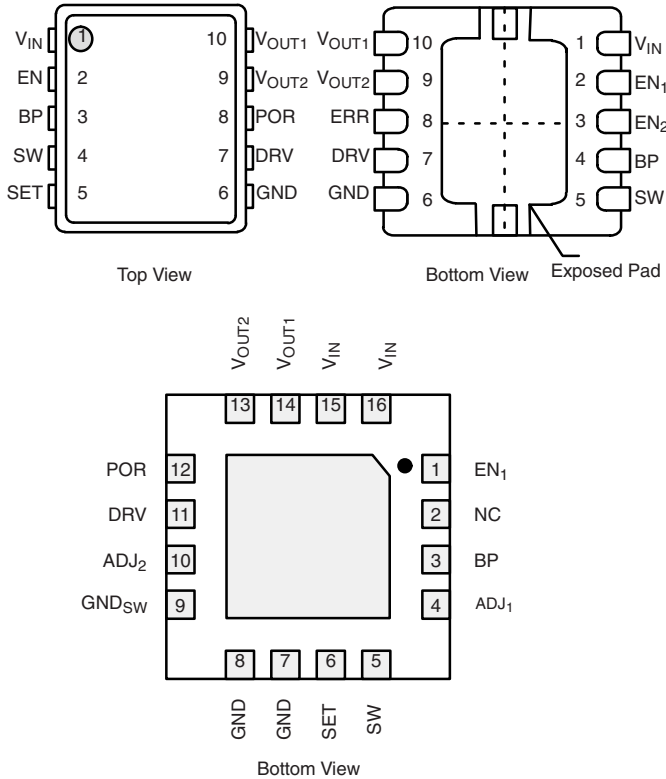 VIN 1 10 VOUT1
EN 2 9 VOUT2
BP 3 8 POR
SW 4 7 DRV
SET 5 6 GND
Top View
VOUT1 10 1 VIN
VOUT2 9 2 EN1
ERR 8 3 EN2
DRV 7 4 BP
GND 6 5 SW
Bottom View Exposed Pad
VOUT2 VOUT1 VIN VIN
13 14 15 16
POR 12 1 EN1
DRV 11 2 NC
ADJ2 10 3 BP
GNDSW 9 4 ADJ1
8 7 6 5
GND GND SET SW
Bottom View